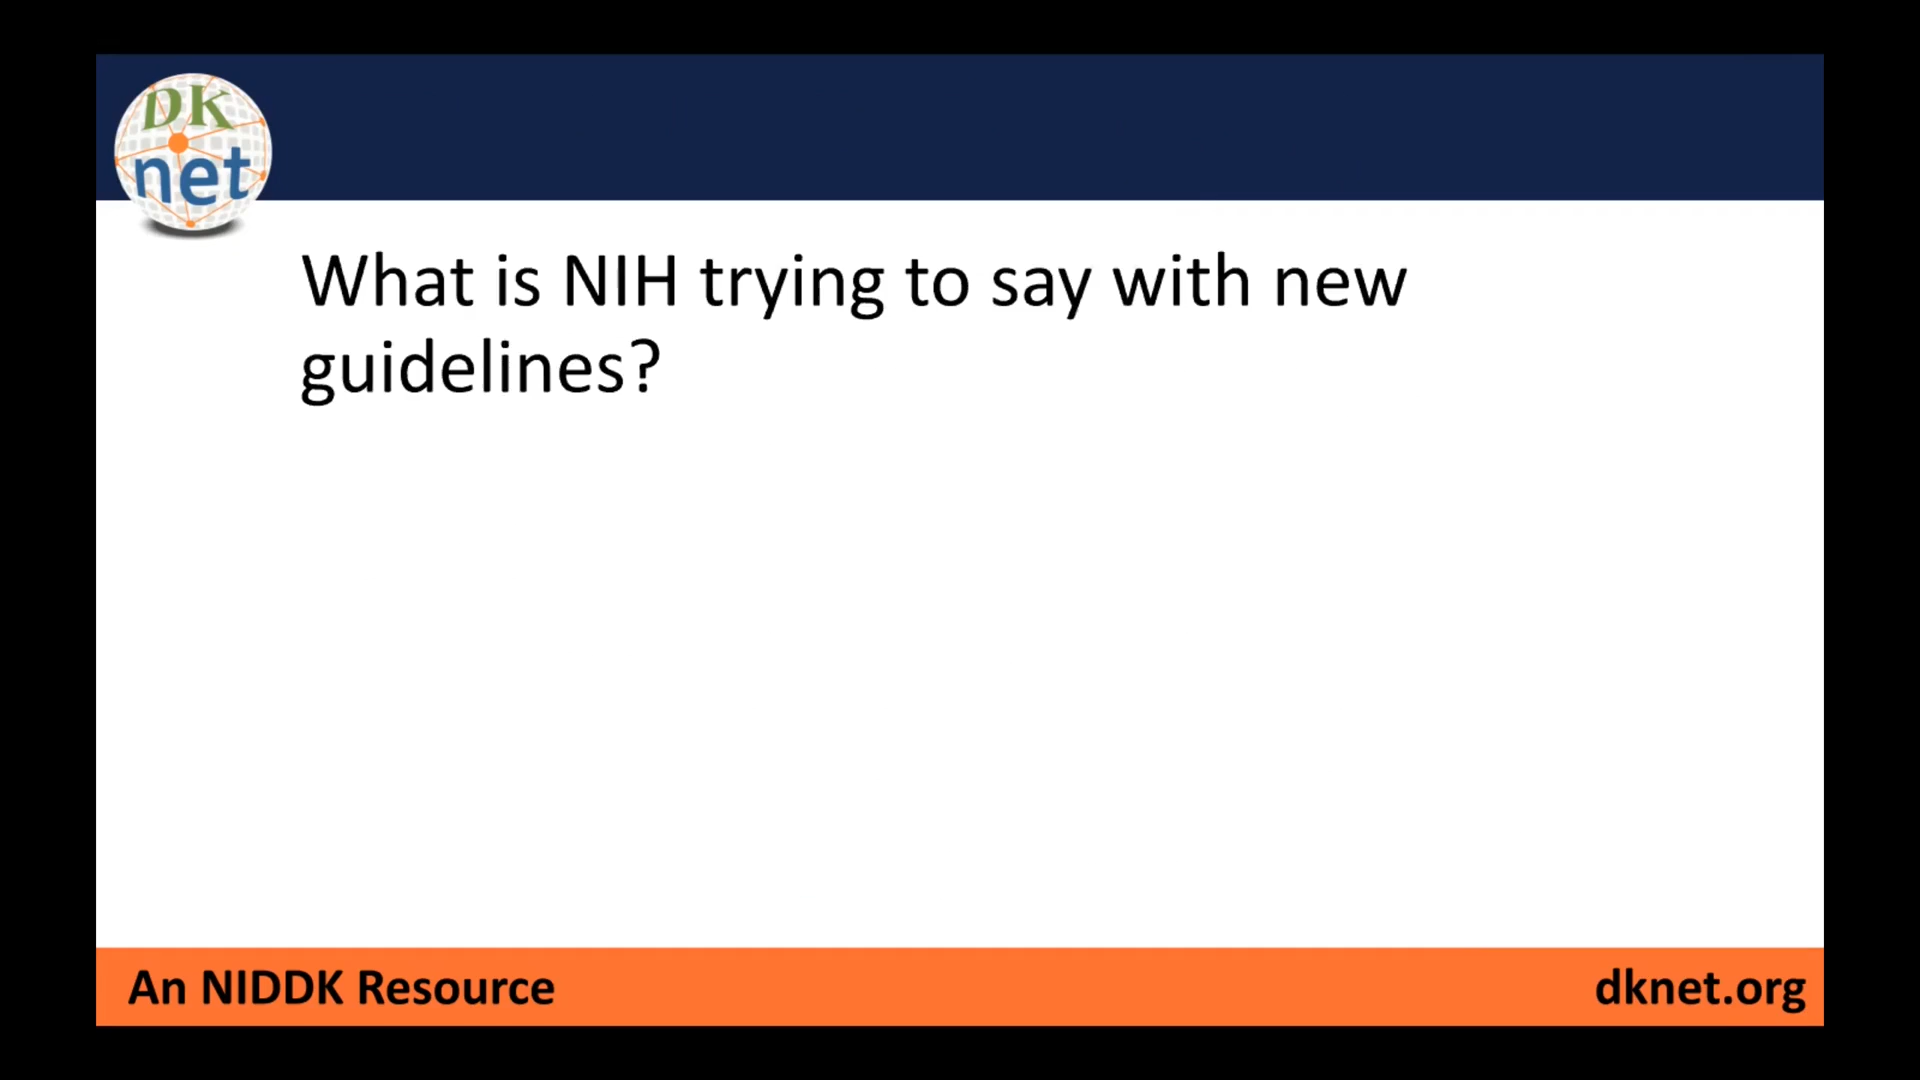 DK
net
What is NIH trying to say with new
guidelines?
An NIDDK Resource
dknet.org